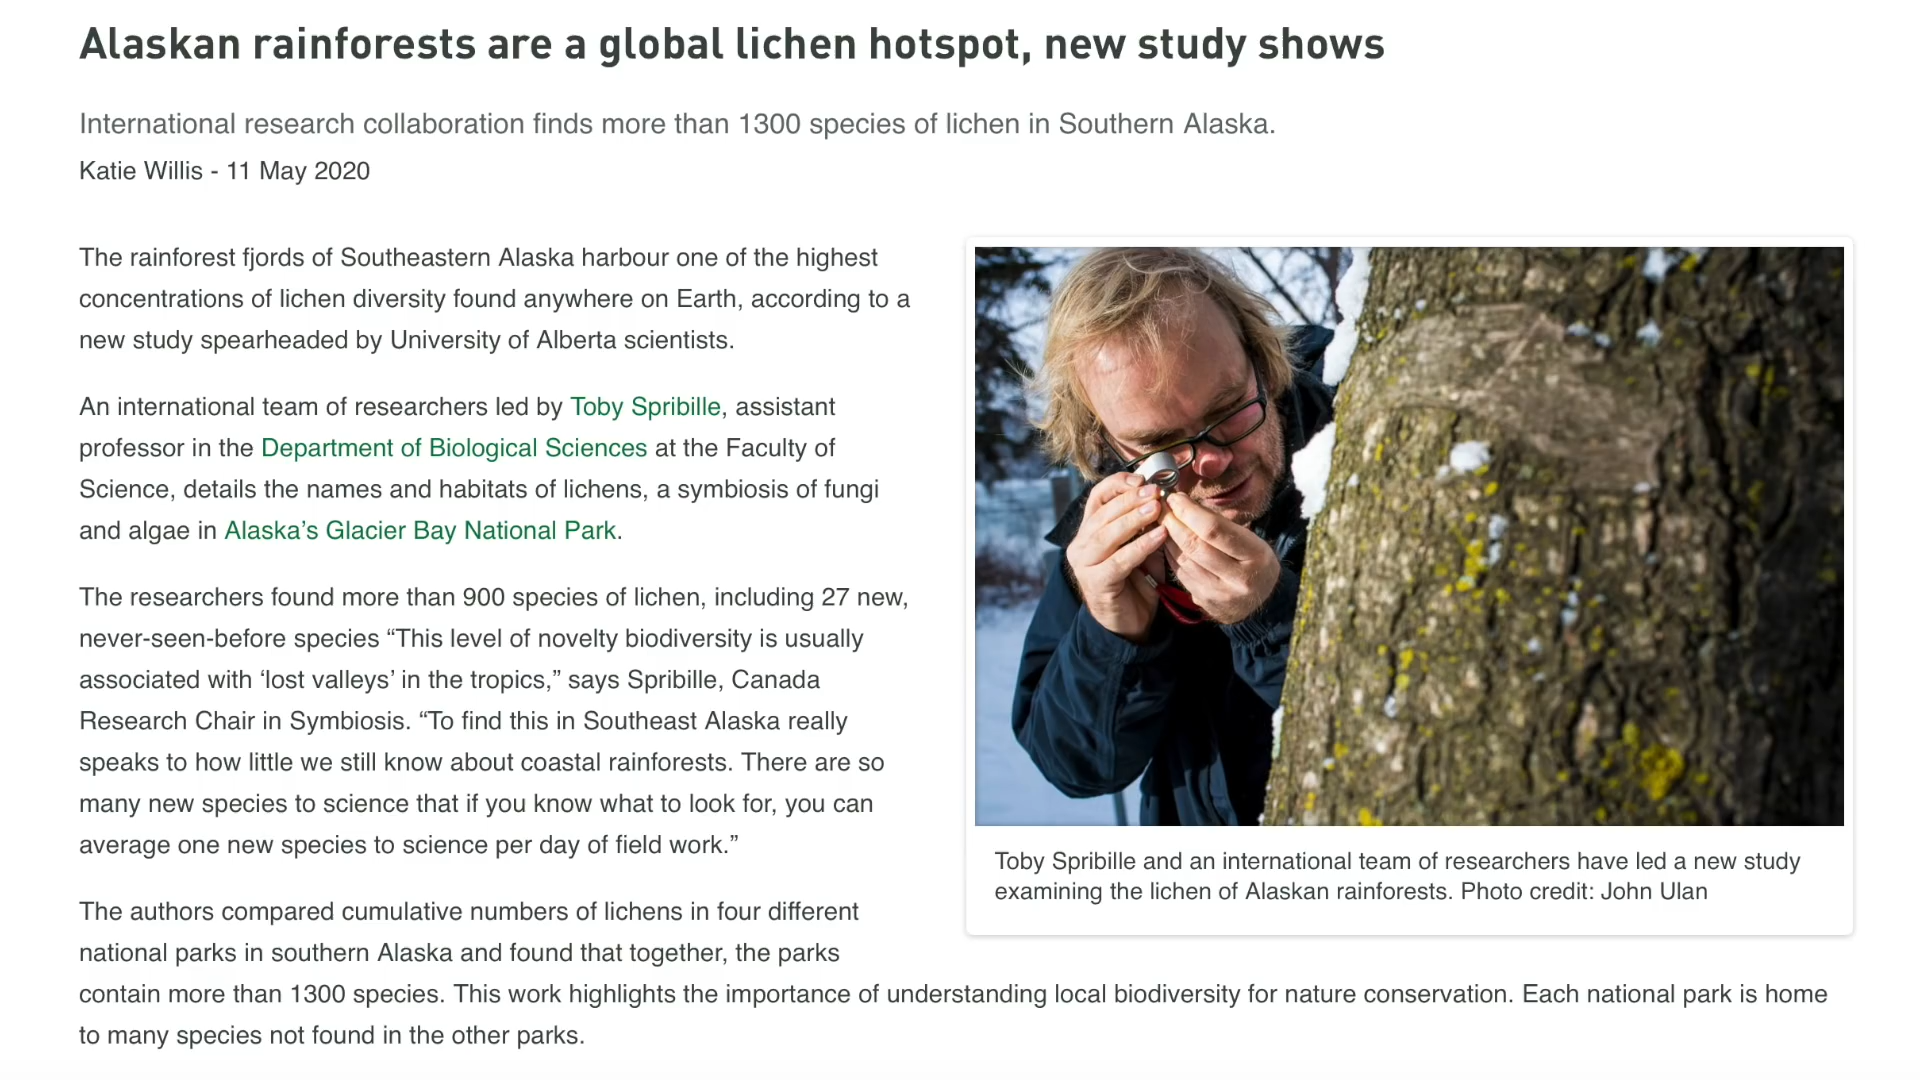 Alaskan rainforests are a global lichen hotspot, new study shows
International research collaboration finds more than 1300 species of lichen in Southern Alaska.
Katie Willis - 11 May 2020
The rainforest fjords of Southeastern Alaska harbour one of the highest
concentrations of lichen diversity found anywhere on Earth, according to a
new study spearheaded by University of Alberta scientists.
An international team of researchers led by Toby Spribille, assistant
professor in the Department of Biological Sciences at the Faculty of
Science, details the names and habitats of lichens, a symbiosis of fungi
and algae in Alaska’s Glacier Bay National Park.
The researchers found more than 900 species of lichen, including 27 new,
never-seen-before species “This level of novelty biodiversity is usually
associated with ‘lost valleys’ in the tropics,” says Spribille, Canada
Research Chair in Symbiosis. “To find this in Southeast Alaska really
speaks to how little we still know about coastal rainforests. There are so
many new species to science that if you know what to look for, you can
average one new species to science per day of field work.”
The authors compared cumulative numbers of lichens in four different
national parks in southern Alaska and found that together, the parks
contain more than 1300 species. This work highlights the importance of understanding local biodiversity for nature conservation. Each national park is home
to many species not found in the other parks.
Toby Spribille and an international team of researchers have led a new study
examining the lichen of Alaskan rainforests. Photo credit: John Ulan